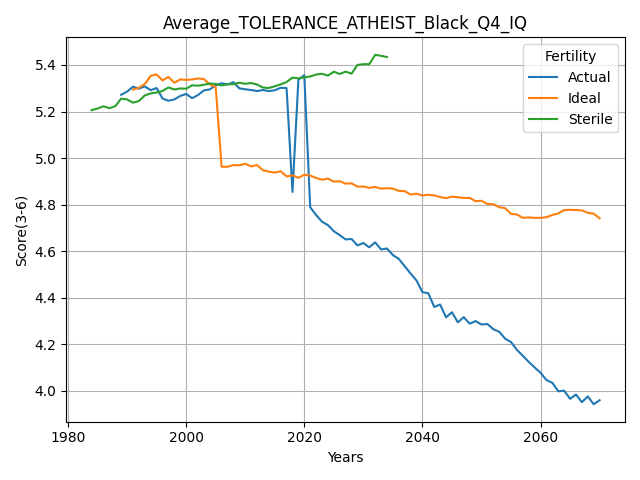 Average_TOLERANCE_ATHEIST_Black_Q4_IQ
Fertility
Actual
Ideal
Sterile
Score(3-6)
5.4
5.2
5.0
4.8
4.6
4.4
4.2
4.0
1980
2000
2020
2040
2060
Years